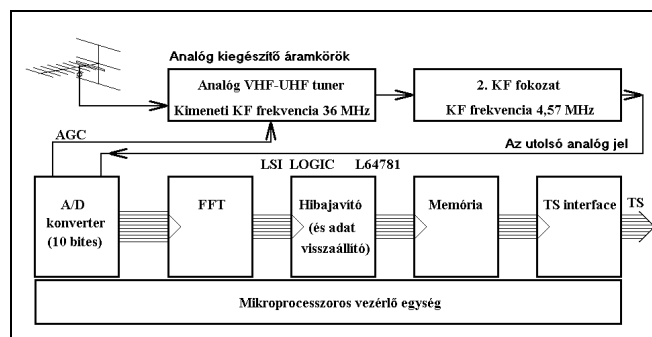 Analóg kiegészítő áramkörök
Analóg VHF-UHF tuner
Kimeneti KF frekvencia 36 MHz
2. KF fokozat
KF frekvencia 4,57 MHz
AGC
Az utolsó analóg jel
LSI LOGIC L64781
A/D
konverter
(10 bites)
FFT
Hibajavító
(és adat
visszaállító)
Memória
TS interface
TS
Mikroprocesszoros vezérlő egység